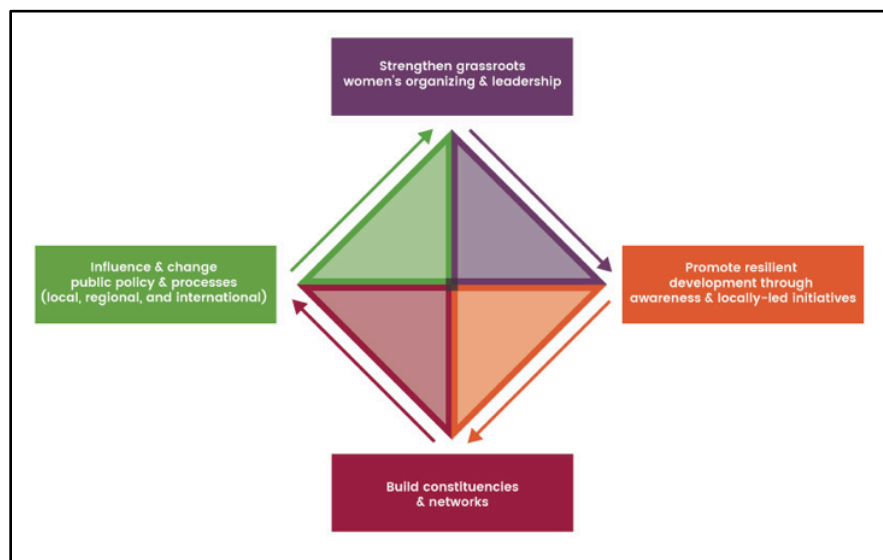 Strengthen grassroots
women's organizing & leadership
Influence & change
public policy & processes
(local, regional, and international)
Promote resilient
development through
awareness & locally-led initiatives
Build constituencies
& networks